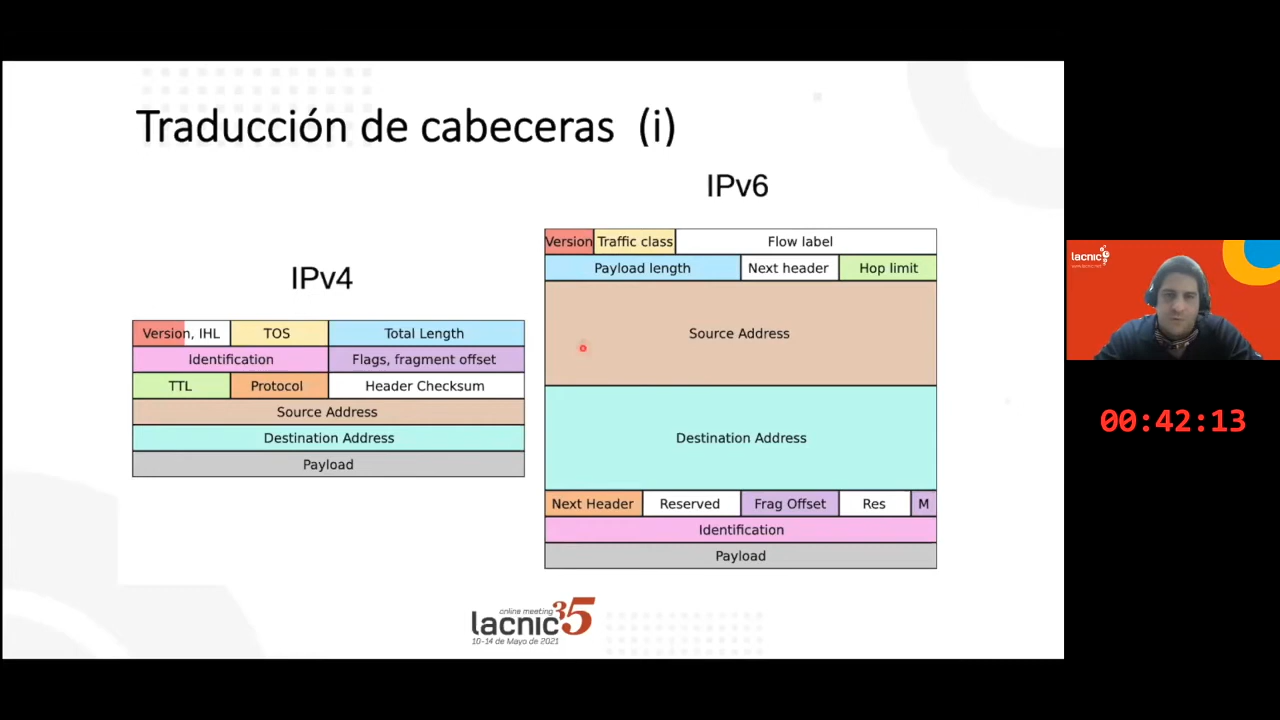 Traducción de cabeceras (i)
IPv4
Version, IHL TOS Total Length
Identification Flags, fragment offset
TTL Protocol Header Checksum
Source Address
Destination Address
Payload
IPv6
Version Traffic class Flow label
Payload length Next header Hop limit
Source Address
Destination Address
Next Header Reserved Frag Offset Res M
Identification
Payload
online meeting
lacnic 35
10-14 de Mayo de 2021
lacnic
00:42:13